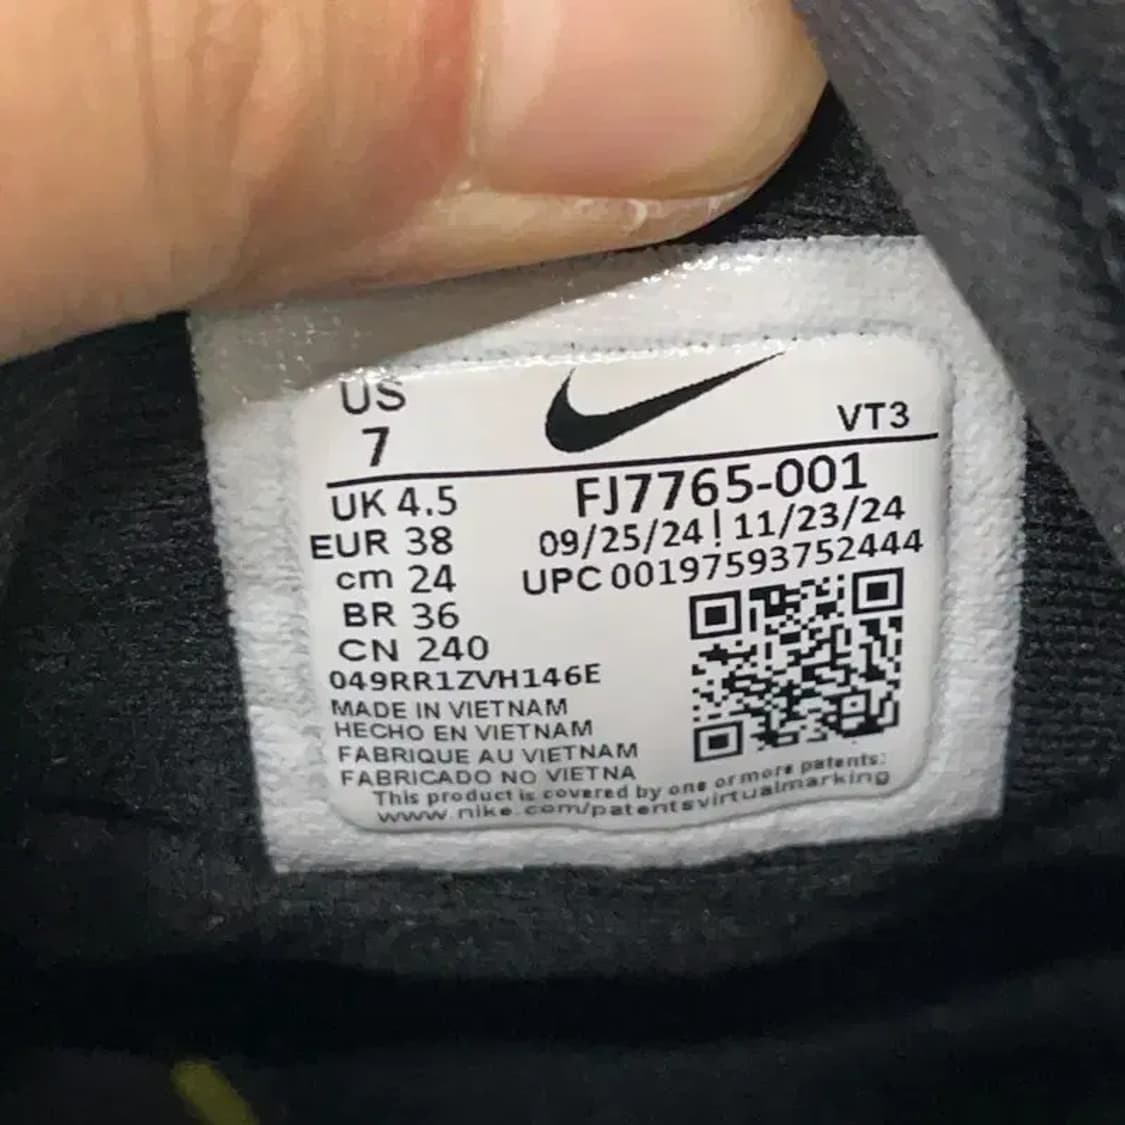 US
7
VT3
UK 4.5
EUR 38
cm 24
BR 36
CN 240
FJ7765-001
09/25/24 ! 11/23/24
UPC 00197593752444
049RR1ZVH146E
MADE IN VIETNAM
HECHO EN VIETNAM
FABRIQUE AU VIETNAM
FABRICADO NO VIETNA
This product is covered by one or more patents:
www.nike.com/patentsvirtualmarking